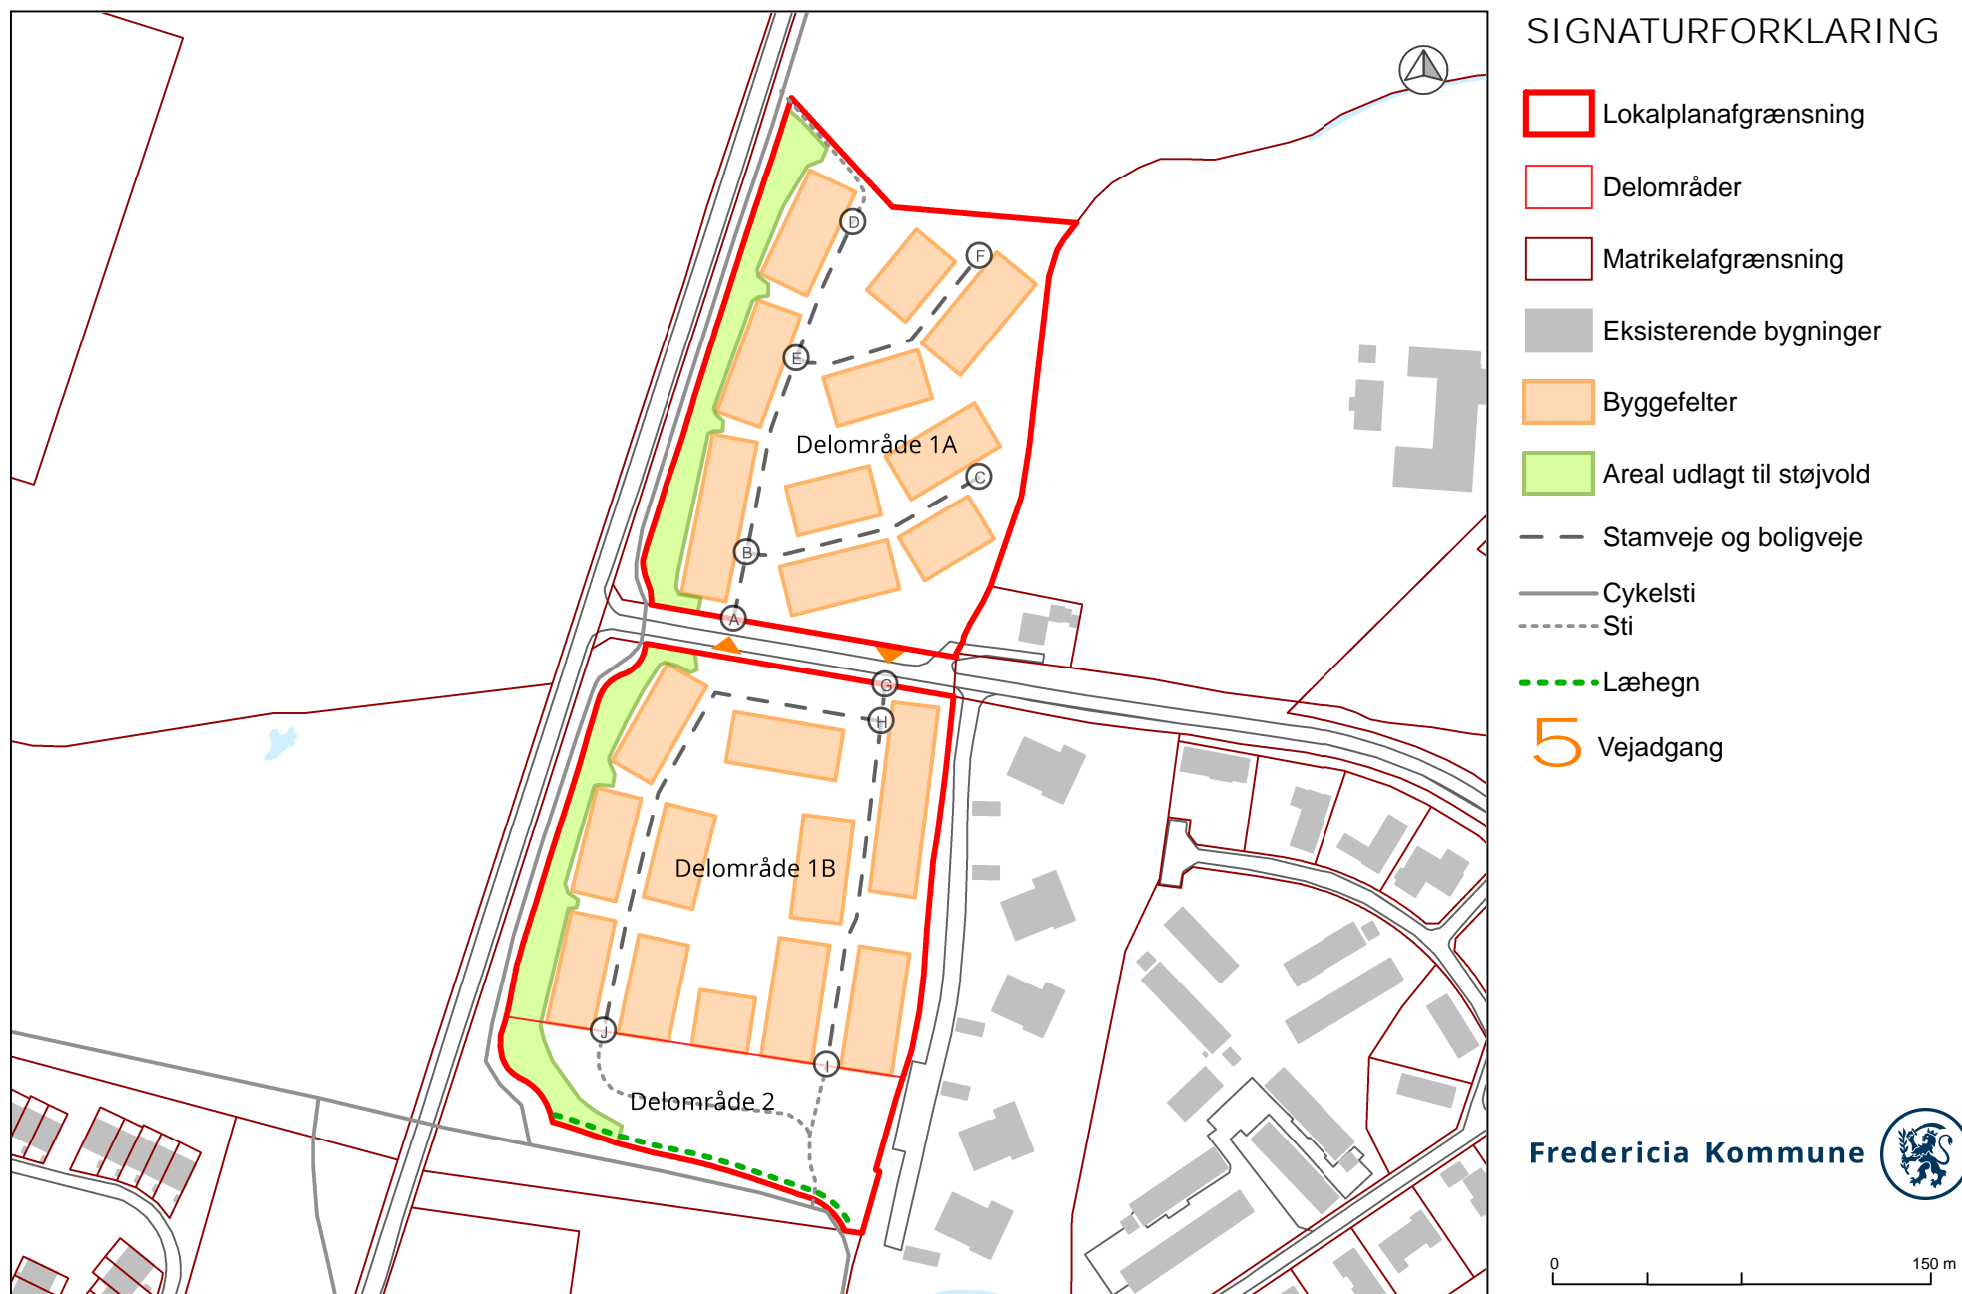 SIGNATURFORKLARING
Lokalplanafgrænsning
Delområder
Matrikelafgrænsning
Eksisterende bygninger
Byggefelter
Areal udlagt til støjvold
Stamveje og boligveje
Cykelsti
Sti
Læhegn
5 Vejadgang
D
F
E
Delområde 1A
C
B
A
G
H
Delområde 1B
J
I
Delområde 2
Fredericia Kommune
0 150 m